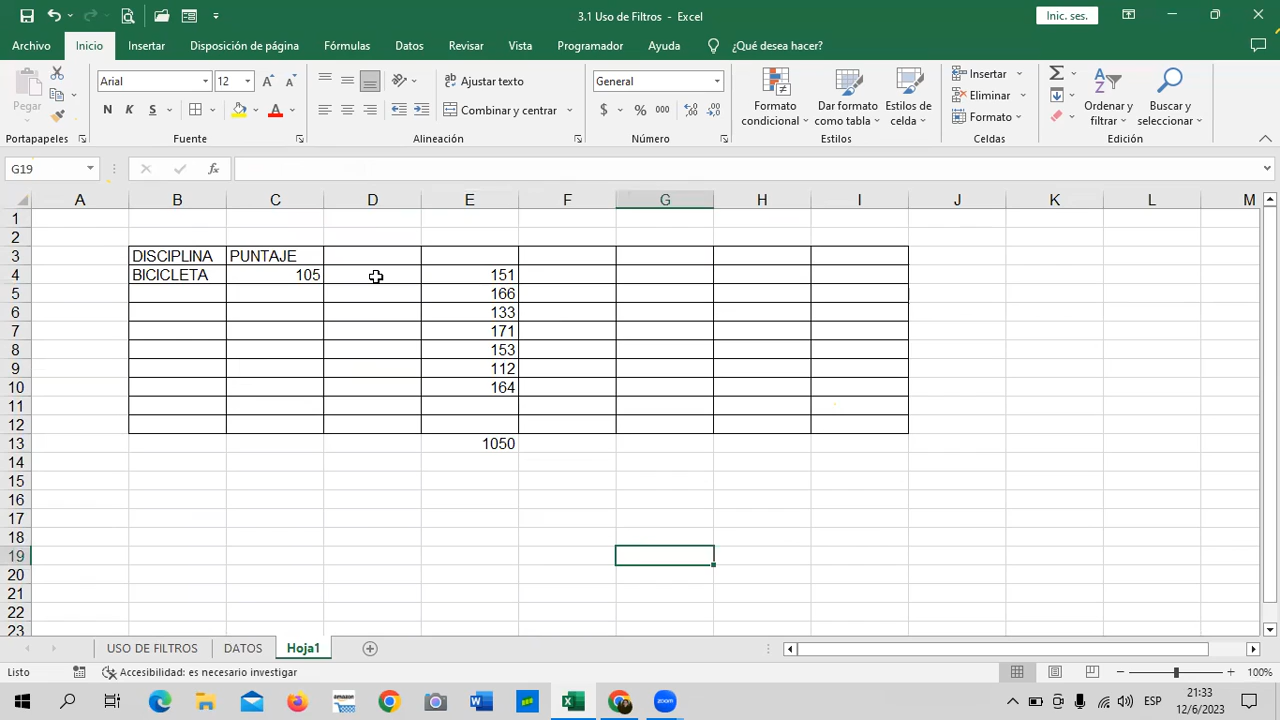 3.1 Uso de Filtros - Excel
Inic. ses.
Archivo Inicio Insertar Disposición de página Fórmulas Datos Revisar Vista Programador Ayuda ¿Qué desea hacer?
Pegar
Arial 12
N K S
Ajustar texto
Combinar y centrar
General
$ % 000
Formato condicional
Dar formato como tabla
Estilos de celda
Insertar
Eliminar
Formato
Ordenar y filtrar
Buscar y seleccionar
Portapapeles Fuente Alineación Número Estilos Celdas Edición
G19 fx
A B C D E F G H I J K L M
1
2
3 DISCIPLINA PUNTAJE
4 BICICLETA 105 151
5 166
6 133
7 171
8 153
9 112
10 164
11
12
13 1050
14
15
16
17
18
19
20
21
22
23
USO DE FILTROS DATOS Hoja1
Listo Accesibilidad: es necesario investigar 100%
amazon zoom ESP 21:33
12/6/2023